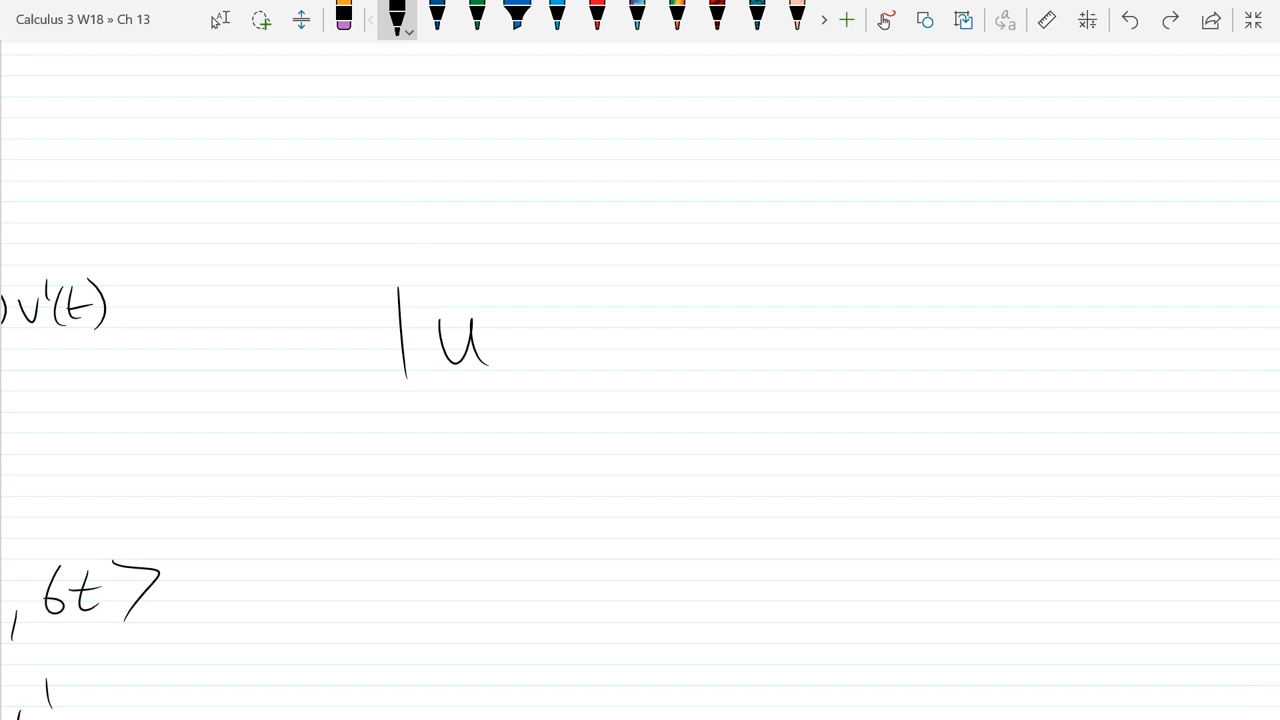 Calculus 3 W18 » Ch 13
) v'(t)
| u
, 6t >